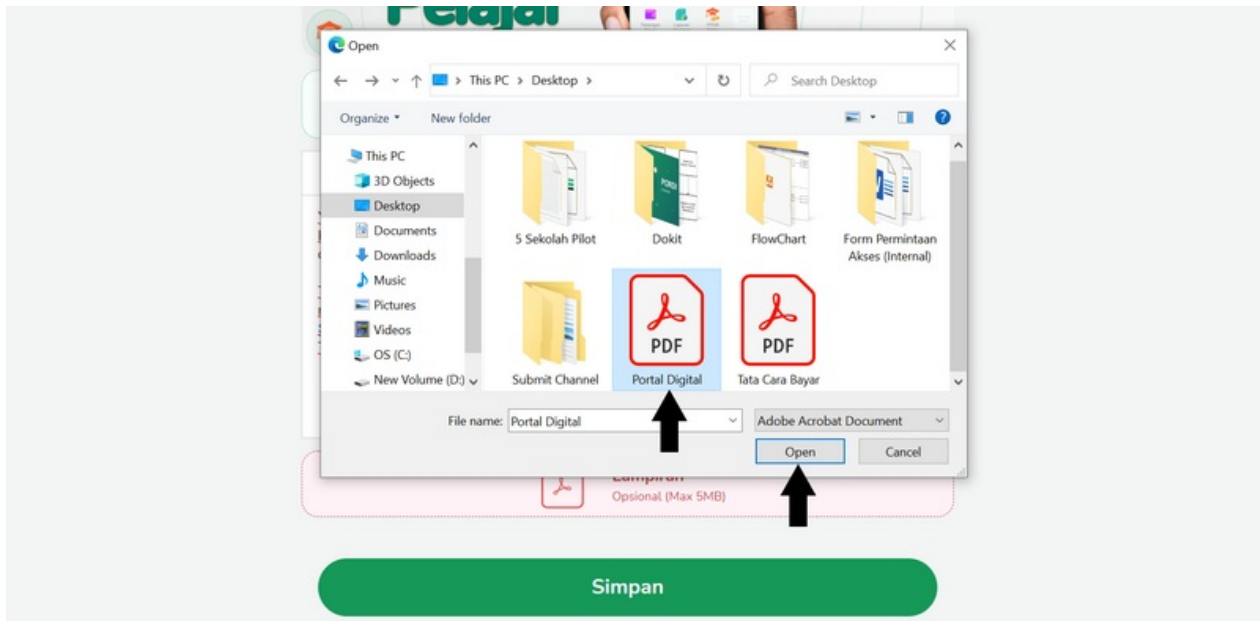 Pelajar
Open
This PC > Desktop >
Search Desktop
Organize
New folder
This PC
3D Objects
Desktop
Documents
Downloads
Music
Pictures
Videos
OS (C:)
New Volume (D:)
5 Sekolah Pilot
Dokit
FlowChart
Form Permintaan
Akses (Internal)
PDF
PDF
Submit Channel
Portal Digital
Tata Cara Bayar
File name:
Portal Digital
Adobe Acrobat Document
Open
Cancel
Lampiran
Opsional (Max 5MB)
Simpan